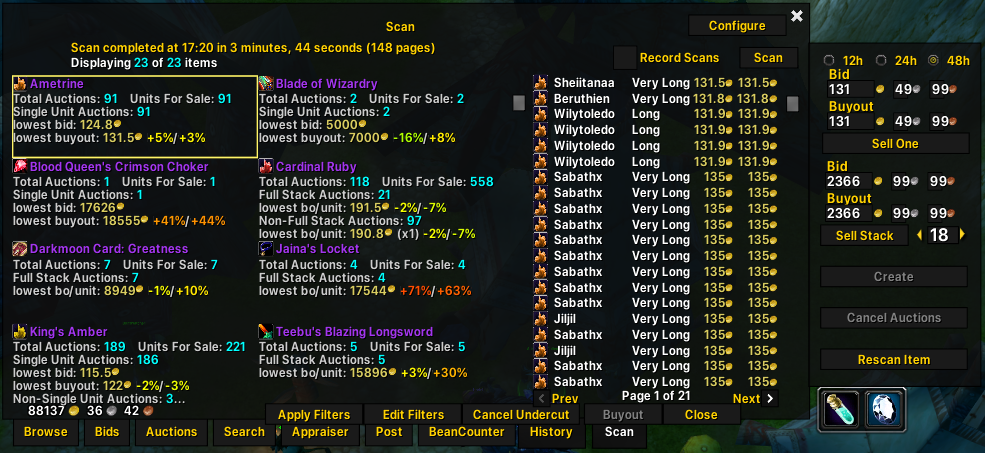 Scan
Configure
Scan completed at 17:20 in 3 minutes, 44 seconds (148 pages)
Displaying 23 of 23 items
Record Scans
Scan
Ametrine
Total Auctions: 91 Units For Sale: 91
Single Unit Auctions: 91
lowest bid: 124.8
lowest buyout: 131.5 +5%/+3%
Blade of Wizardry
Total Auctions: 2 Units For Sale: 2
Single Unit Auctions: 2
lowest bid: 5000
lowest buyout: 7000 -16%/+8%
Blood Queen's Crimson Choker
Total Auctions: 1 Units For Sale: 1
Single Unit Auctions: 1
lowest bid: 17626
lowest buyout: 18555 +41%/+44%
Cardinal Ruby
Total Auctions: 118 Units For Sale: 558
Full Stack Auctions: 21
lowest bo/unit: 191.5 -2%/-7%
Non-Full Stack Auctions: 97
lowest bo/unit: 190.8 (x1) -2%/-7%
Darkmoon Card: Greatness
Total Auctions: 7 Units For Sale: 7
Full Stack Auctions: 7
lowest bo/unit: 8949 -1%/+10%
Jaina's Locket
Total Auctions: 4 Units For Sale: 4
Full Stack Auctions: 4
lowest bo/unit: 17544 +71%/+63%
King's Amber
Total Auctions: 189 Units For Sale: 221
Single Unit Auctions: 186
lowest bid: 115.5
lowest buyout: 122 -2%/-3%
Non-Single Unit Auctions: 3...
Teebu's Blazing Longsword
Total Auctions: 5 Units For Sale: 5
Full Stack Auctions: 5
lowest bo/unit: 15896 +3%/+30%
Sheiitanaa Very Long 131.5 131.5
Beruthien Very Long 131.8 131.8
Wilytoledo Long 131.9 131.9
Wilytoledo Long 131.9 131.9
Wilytoledo Long 131.9 131.9
Wilytoledo Long 131.9 131.9
Sabathx Very Long 135 135
Sabathx Very Long 135 135
Sabathx Very Long 135 135
Sabathx Very Long 135 135
Sabathx Very Long 135 135
Sabathx Very Long 135 135
Sabathx Very Long 135 135
Sabathx Very Long 135 135
Sabathx Very Long 135 135
Jiljil Very Long 135 135
Sabathx Very Long 135 135
Jiljil Very Long 135 135
Sabathx Very Long 135 135
Sabathx Very Long 135 135
Prev Page 1 of 21 Next
12h 24h 48h
Bid
131 49 99
Buyout
131 49 99
Sell One
Bid
2366 99 99
Buyout
2366 99 99
Sell Stack 18
Create
Cancel Auctions
Rescan Item
88137 36 42
Apply Filters Edit Filters Cancel Undercut Buyout Close
Browse Bids Auctions Search Appraiser Post BeanCounter History Scan